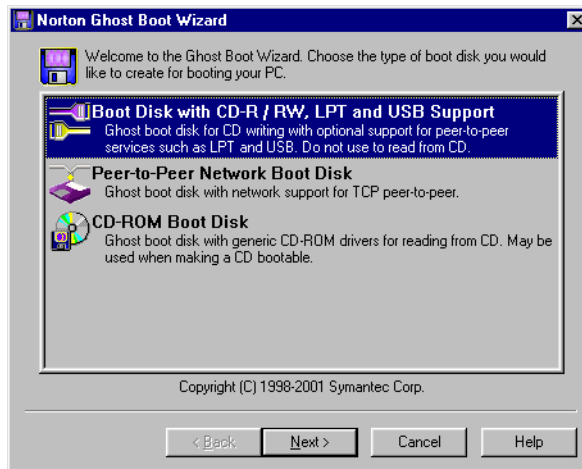 Norton Ghost Boot Wizard
Welcome to the Ghost Boot Wizard. Choose the type of boot disk you would
like to create for booting your PC.
Boot Disk with CD-R / RW, LPT and USB Support
Ghost boot disk for CD writing with optional support for peer-to-peer
services such as LPT and USB. Do not use to read from CD.
Peer-to-Peer Network Boot Disk
Ghost boot disk with network support for TCP peer-to-peer.
CD-ROM Boot Disk
Ghost boot disk with generic CD-ROM drivers for reading from CD. May be
used when making a CD bootable.
Copyright (C) 1998-2001 Symantec Corp.
< Back
Next >
Cancel
Help